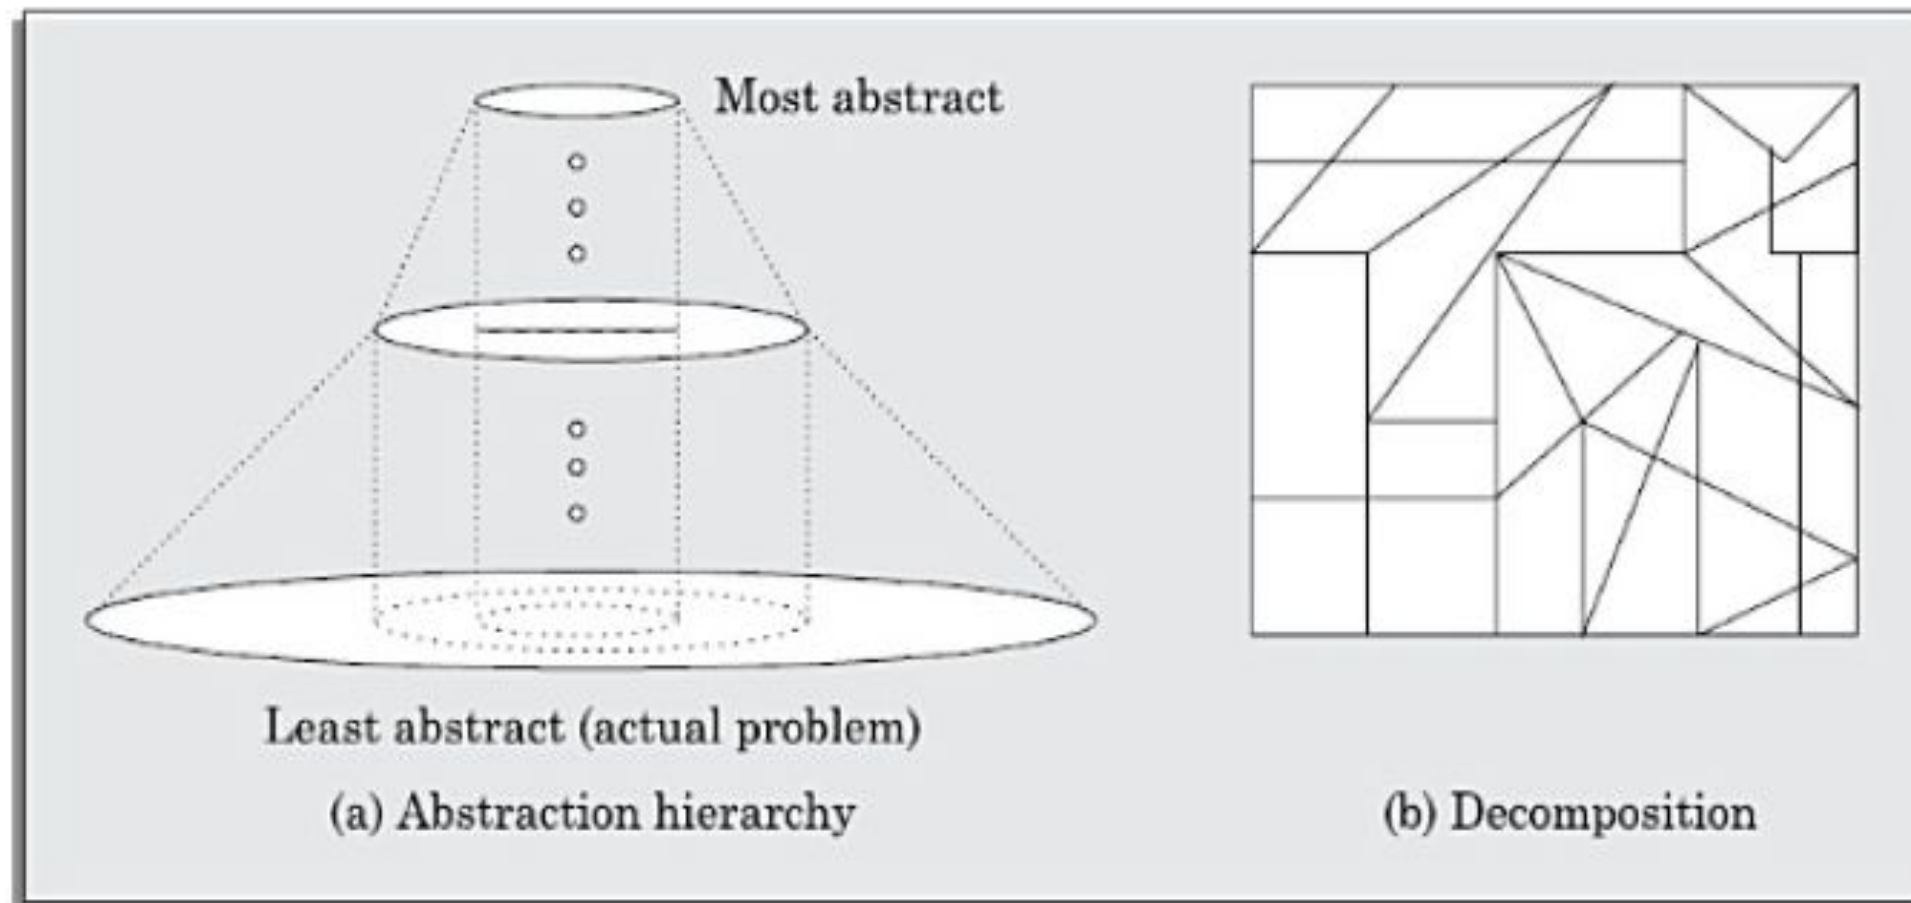 Most abstract
Least abstract (actual problem)
(a) Abstraction hierarchy
(b) Decomposition